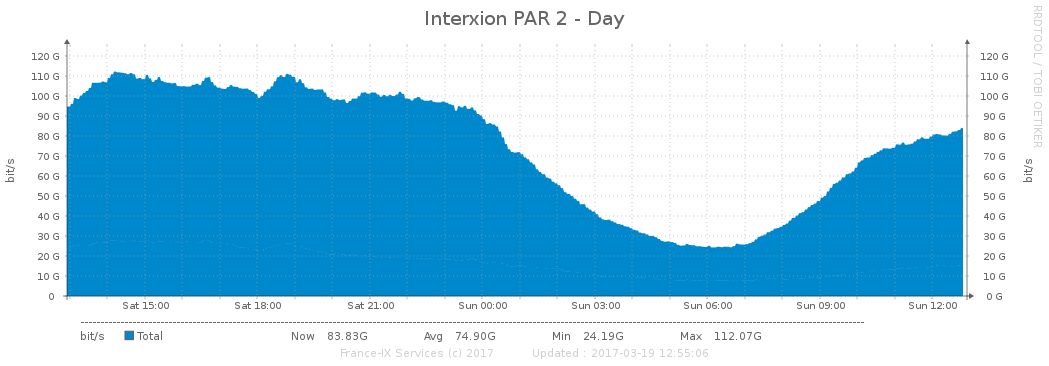 Interxion PAR 2 - Day
RRDTOOL / TOBI OETIKER
bit/s
120 G 120 G
110 G 110 G
100 G 100 G
90 G 90 G
80 G 80 G
70 G 70 G
60 G 60 G
50 G 50 G
40 G 40 G
30 G 30 G
20 G 20 G
10 G 10 G
0 0 G
bit/s
Sat 15:00 Sat 18:00 Sat 21:00 Sun 00:00 Sun 03:00 Sun 06:00 Sun 09:00 Sun 12:00
bit/s Total Now 83.83G Avg 74.90G Min 24.19G Max 112.07G
France-IX Services (c) 2017 Updated : 2017-03-19 12:55:06